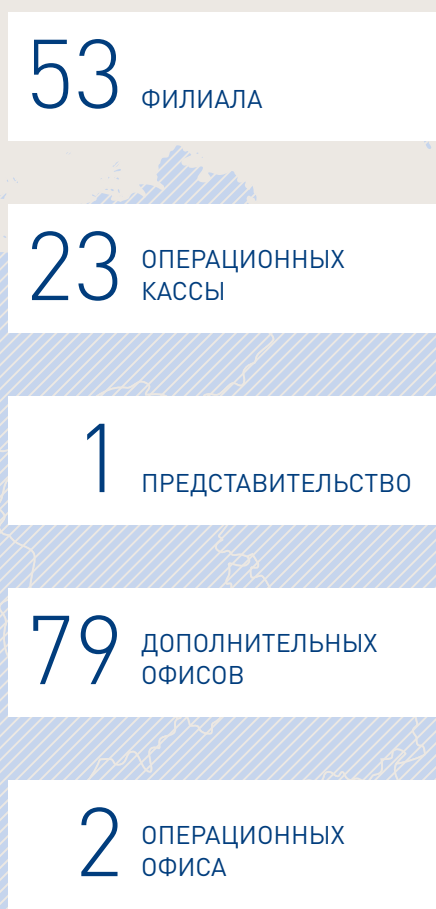 53 ФИЛИАЛА
23 ОПЕРАЦИОННЫХ
КАССЫ
1 ПРЕДСТАВИТЕЛЬСТВО
79 ДОПОЛНИТЕЛЬНЫХ
ОФИСОВ
2 ОПЕРАЦИОННЫХ
ОФИСА